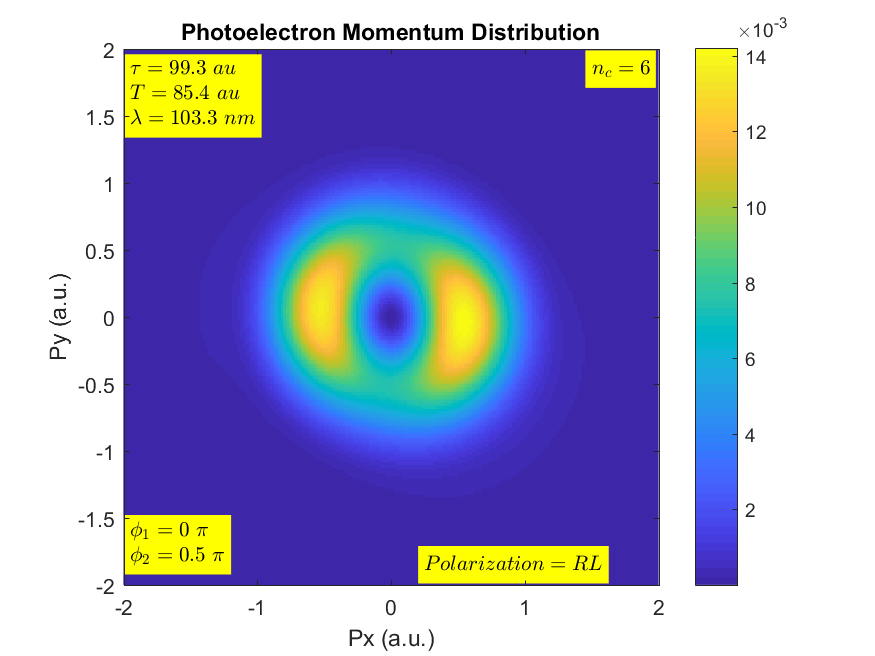 Photoelectron Momentum Distribution
×10⁻³
τ = 99.3 au
T = 85.4 au
λ = 103.3 nm
n_c = 6
2
1.5
1
0.5
0
-0.5
-1
-1.5
-2
Py (a.u.)
14
12
10
8
6
4
2
ϕ₁ = 0 π
ϕ₂ = 0.5 π
Polarization = RL
-2
-1
0
1
2
Px (a.u.)